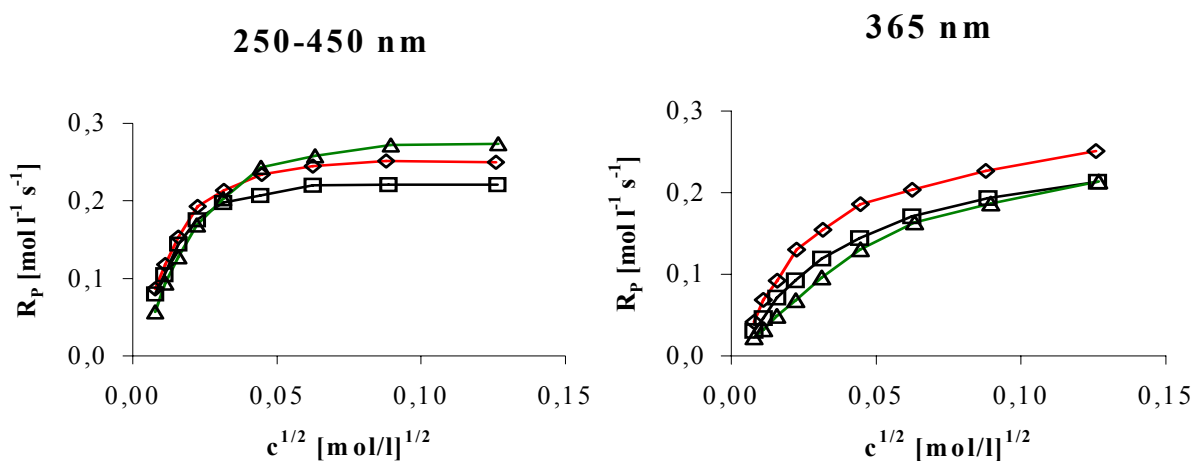 250-450 nm
R_P [mol l⁻¹ s⁻¹]
0,3
0,2
0,1
0,0
0,00 0,05 0,10 0,15
c^1/2 [mol/l]^1/2
365 nm
R_P [mol l⁻¹ s⁻¹]
0,3
0,2
0,1
0,0
0,00 0,05 0,10 0,15
c^1/2 [mol/l]^1/2